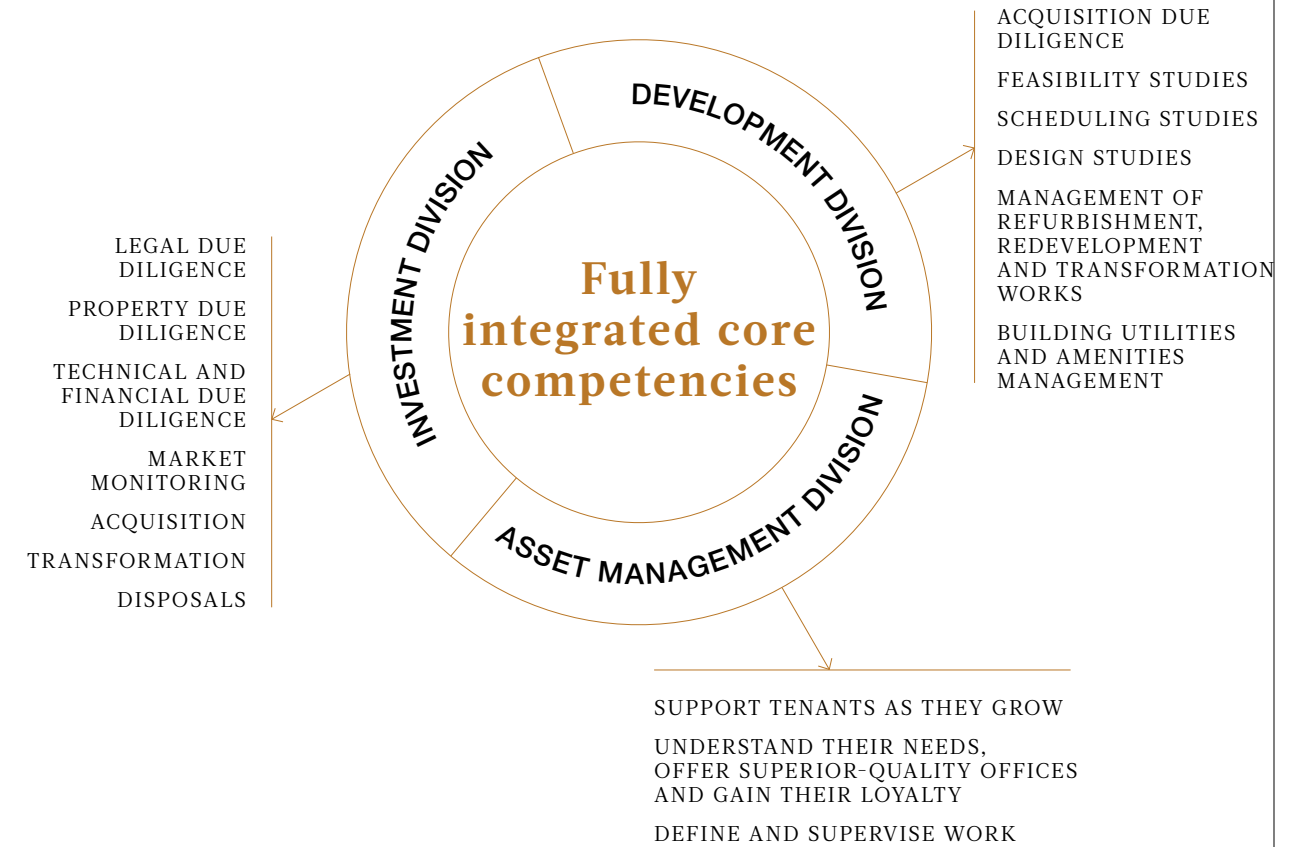 Fully
integrated core
competencies
DEVELOPMENT DIVISION
ACQUISITION DUE
DILIGENCE
FEASIBILITY STUDIES
SCHEDULING STUDIES
DESIGN STUDIES
MANAGEMENT OF
REFURBISHMENT,
REDEVELOPMENT
AND TRANSFORMATION
WORKS
BUILDING UTILITIES
AND AMENITIES
MANAGEMENT
INVESTMENT DIVISION
LEGAL DUE
DILIGENCE
PROPERTY DUE
DILIGENCE
TECHNICAL AND
FINANCIAL DUE
DILIGENCE
MARKET
MONITORING
ACQUISITION
TRANSFORMATION
DISPOSALS
ASSET MANAGEMENT DIVISION
SUPPORT TENANTS AS THEY GROW
UNDERSTAND THEIR NEEDS,
OFFER SUPERIOR-QUALITY OFFICES
AND GAIN THEIR LOYALTY
DEFINE AND SUPERVISE WORK